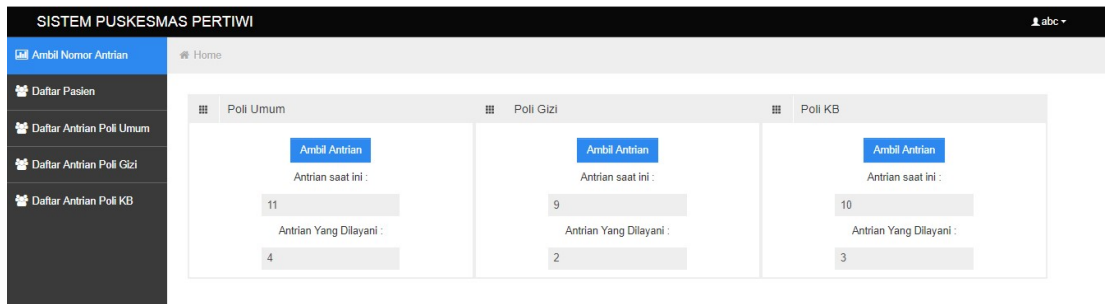 SISTEM PUSKESMAS PERTIWI
abc
Ambil Nomor Antrian
Home
Daftar Pasien
Daftar Antrian Poli Umum
Daftar Antrian Poli Gizi
Daftar Antrian Poli KB
Poli Umum
Ambil Antrian
Antrian saat ini :
11
Antrian Yang Dilayani :
4
Poli Gizi
Ambil Antrian
Antrian saat ini :
9
Antrian Yang Dilayani :
2
Poli KB
Ambil Antrian
Antrian saat ini :
10
Antrian Yang Dilayani :
3